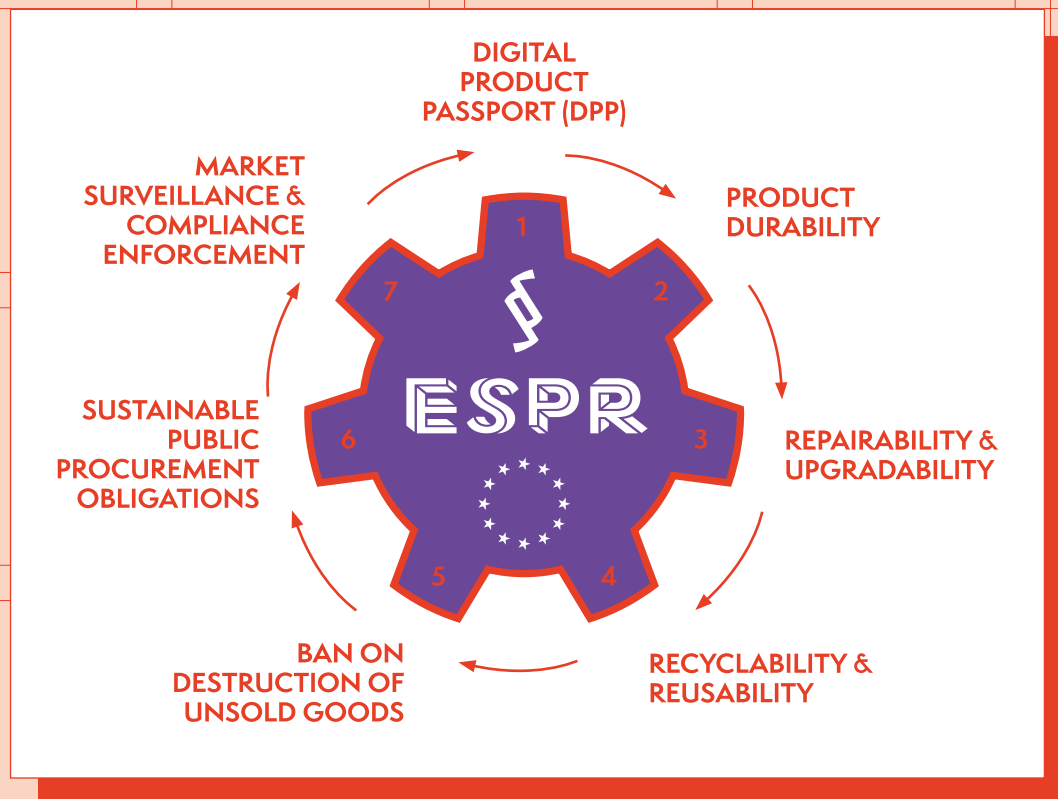 DIGITAL
PRODUCT
PASSPORT (DPP)
PRODUCT
DURABILITY
REPAIRABILITY &
UPGRADABILITY
RECYCLABILITY &
REUSABILITY
BAN ON
DESTRUCTION OF
UNSOLD GOODS
SUSTAINABLE
PUBLIC
PROCUREMENT
OBLIGATIONS
MARKET
SURVEILLANCE &
COMPLIANCE
ENFORCEMENT
1
2
3
4
5
6
7
§
ESPR